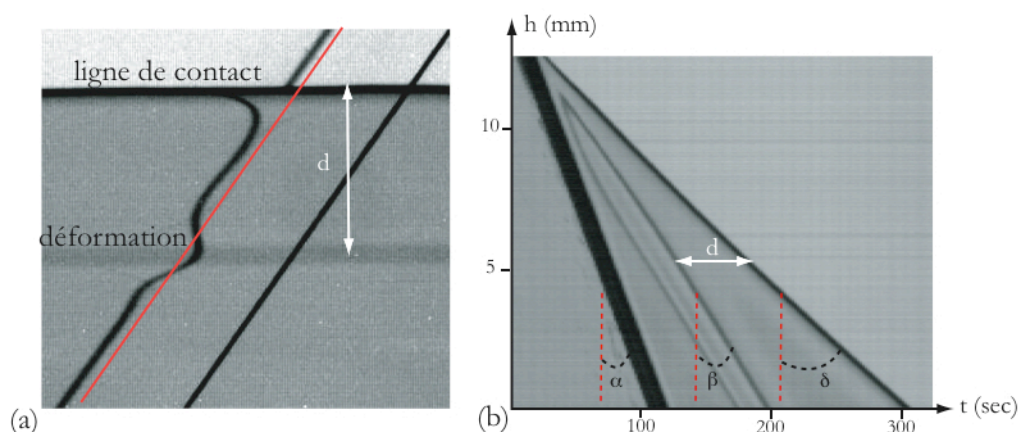 ligne de contact
d
déformation
(a)
h (mm)
10
5
d
α
β
δ
100
200
300
t (sec)
(b)